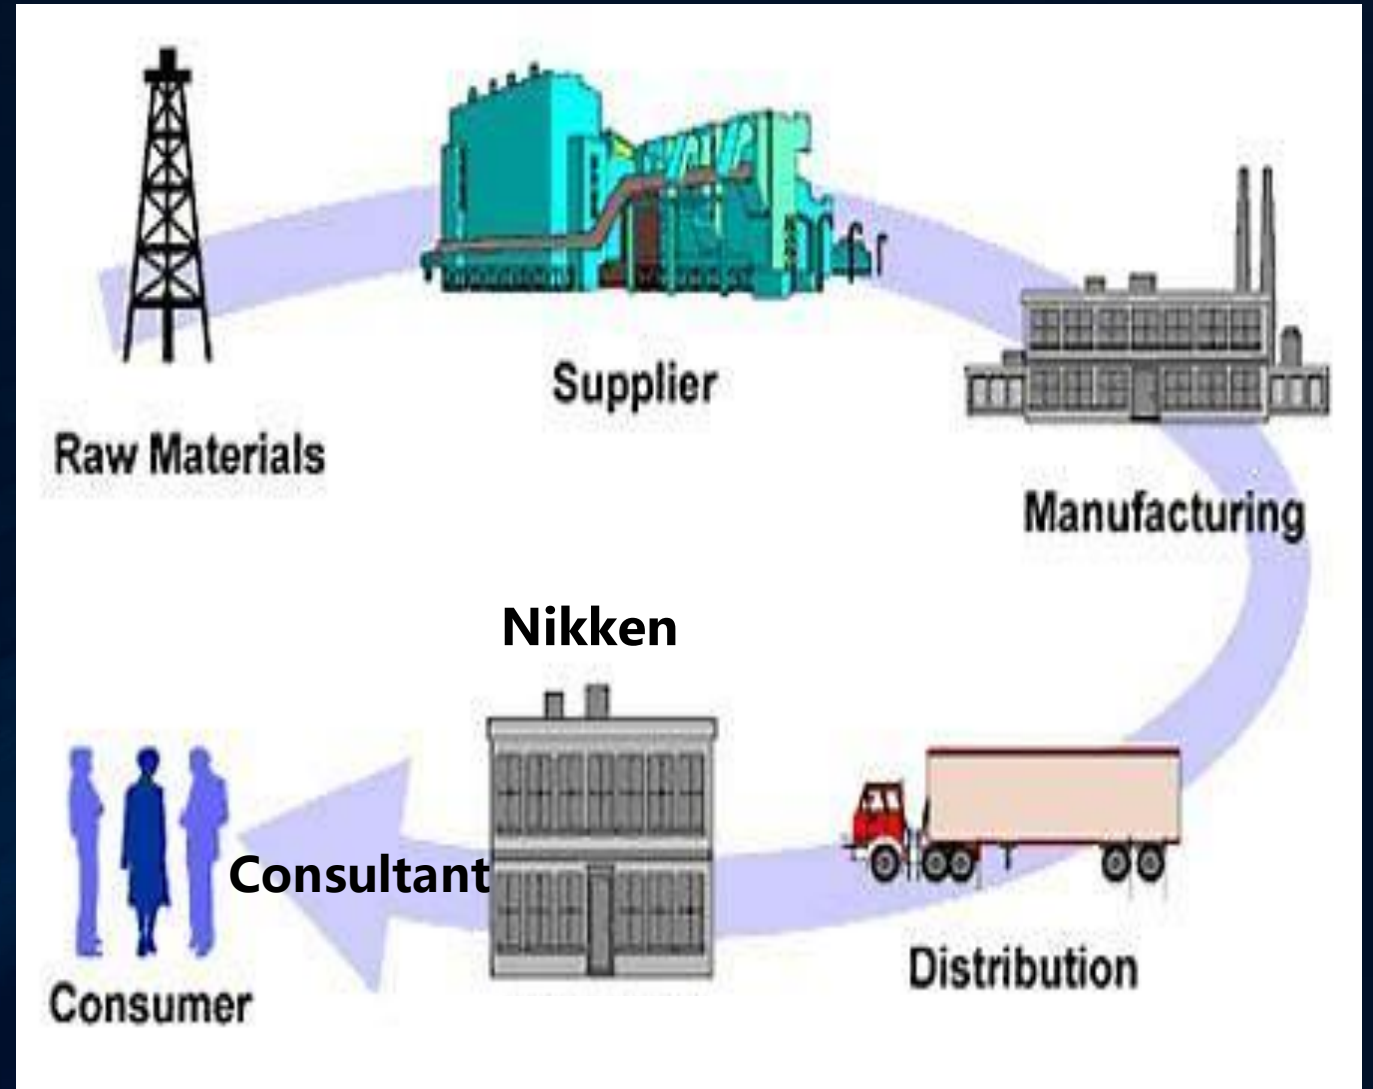 Raw Materials
Supplier
Manufacturing
Distribution
Nikken
Consultant
Consumer